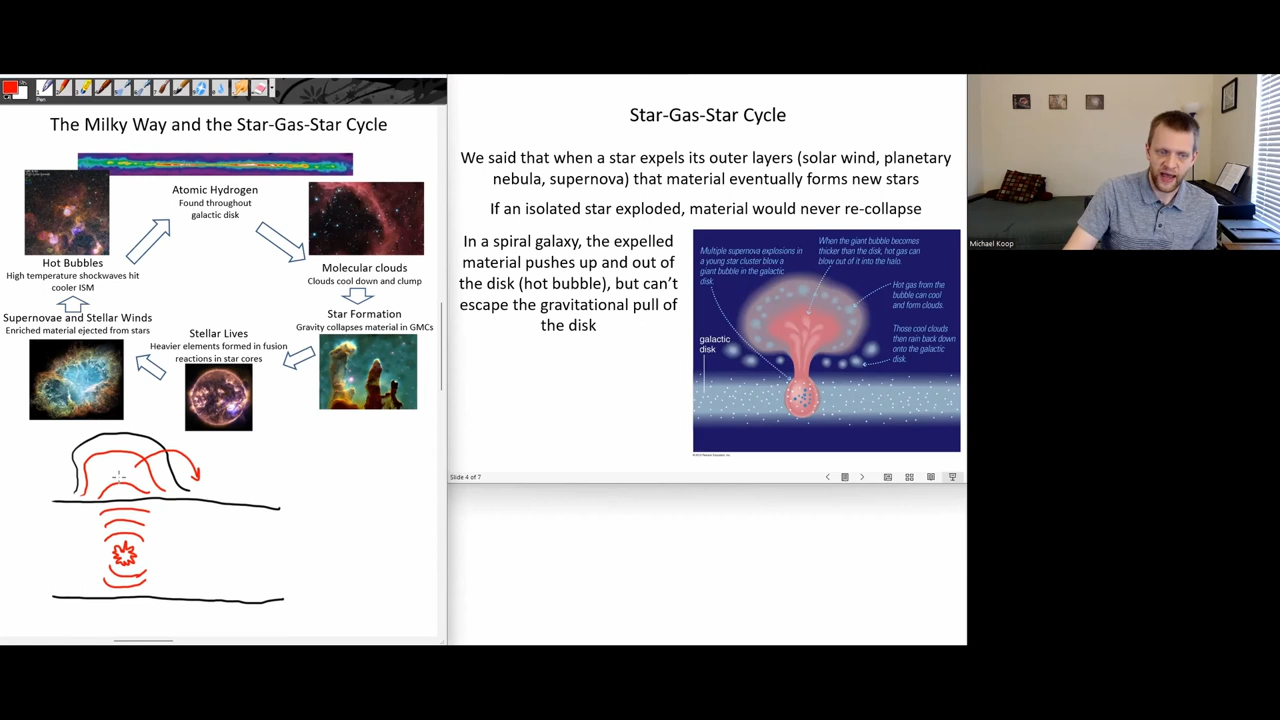 Pen
The Milky Way and the Star-Gas-Star Cycle
Atomic Hydrogen
Found throughout
galactic disk
Hot Bubbles
High temperature shockwaves hit
cooler ISM
Molecular clouds
Clouds cool down and clump
Supernovae and Stellar Winds
Enriched material ejected from stars
Star Formation
Gravity collapses material in GMCs
Stellar Lives
Heavier elements formed in fusion
reactions in star cores
Star-Gas-Star Cycle
We said that when a star expels its outer layers (solar wind, planetary
nebula, supernova) that material eventually forms new stars
If an isolated star exploded, material would never re-collapse
In a spiral galaxy, the expelled
material pushes up and out of
the disk (hot bubble), but can't
escape the gravitational pull of
the disk
Multiple supernova explosions in
a young star cluster blow a
giant bubble in the galactic
disk.
When the giant bubble becomes
thicker than the disk, hot gas can
blow out of it into the halo.
Hot gas from the
bubble can cool
and form clouds.
Those cool clouds
then rain back down
onto the galactic
disk.
galactic
disk
Slide 4 of 7
Michael Koop